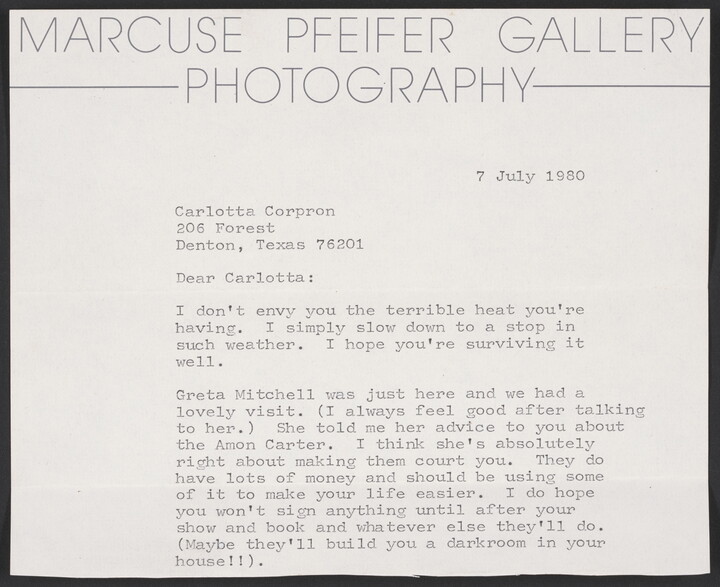 MARCUSE PFEIFER GALLERY
PHOTOGRAPHY
7 July 1980
Carlotta Corpron
206 Forest
Denton, Texas 76201
Dear Carlotta:
I don't envy you the terrible heat you're
having. I simply slow down to a stop in
such weather. I hope you're surviving it
well.
Greta Mitchell was just here and we had a
lovely visit. (I always feel good after talking
to her.) She told me her advice to you about
the Amon Carter. I think she's absolutely
right about making them court you. They do
have lots of money and should be using some
of it to make your life easier. I do hope
you won't sign anything until after your
show and book and whatever else they'll do.
(Maybe they'll build you a darkroom in your
house!!).